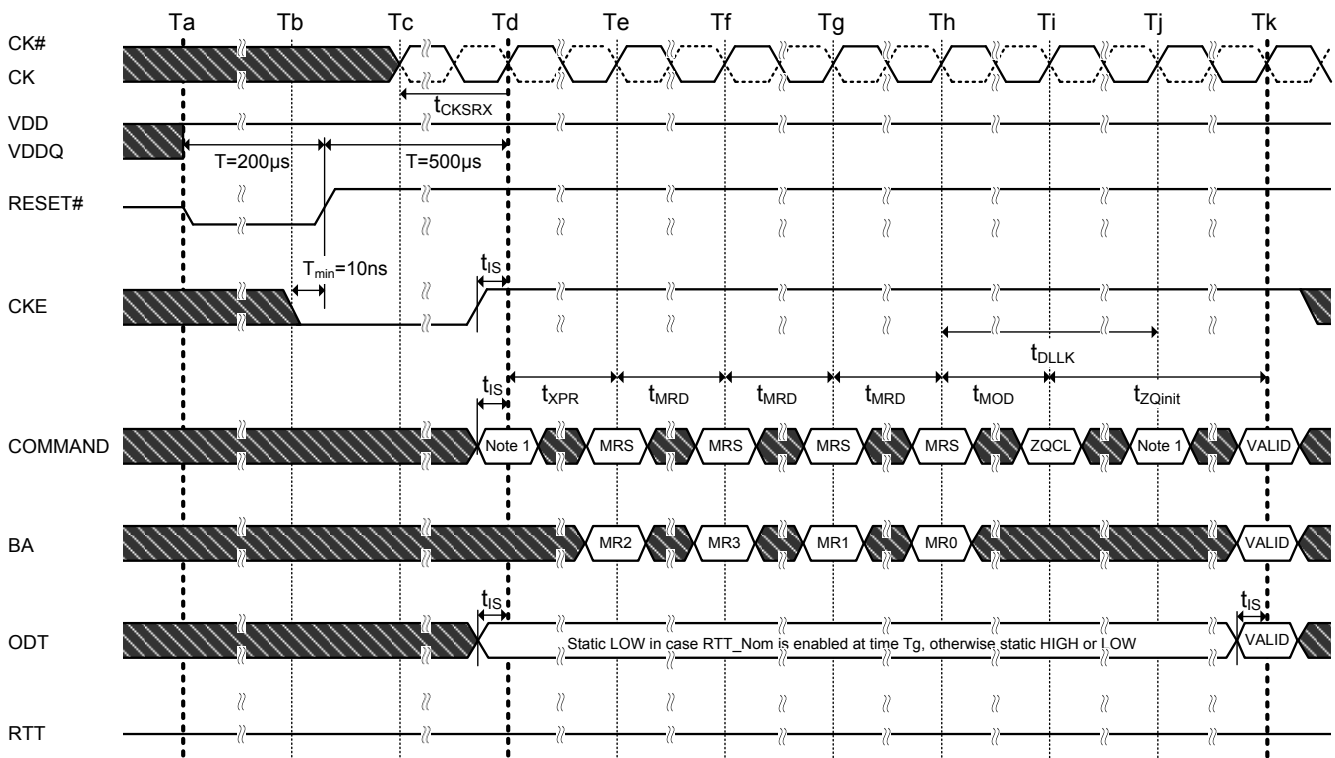 Ta Tb Tc Td Te Tf Tg Th Ti Tj Tk
CK#
CK
tCKSRX
VDD
VDDQ
T=200µs T=500µs
RESET#
Tmin=10ns tIS
CKE
tDLLK
tIS tXPR tMRD tMRD tMRD tMOD tZQinit
COMMAND Note 1 MRS MRS MRS MRS ZQCL Note 1 VALID
BA MR2 MR3 MR1 MR0 VALID
tIS tIS
ODT Static LOW in case RTT_Nom is enabled at time Tg, otherwise static HIGH or LOW VALID
RTT